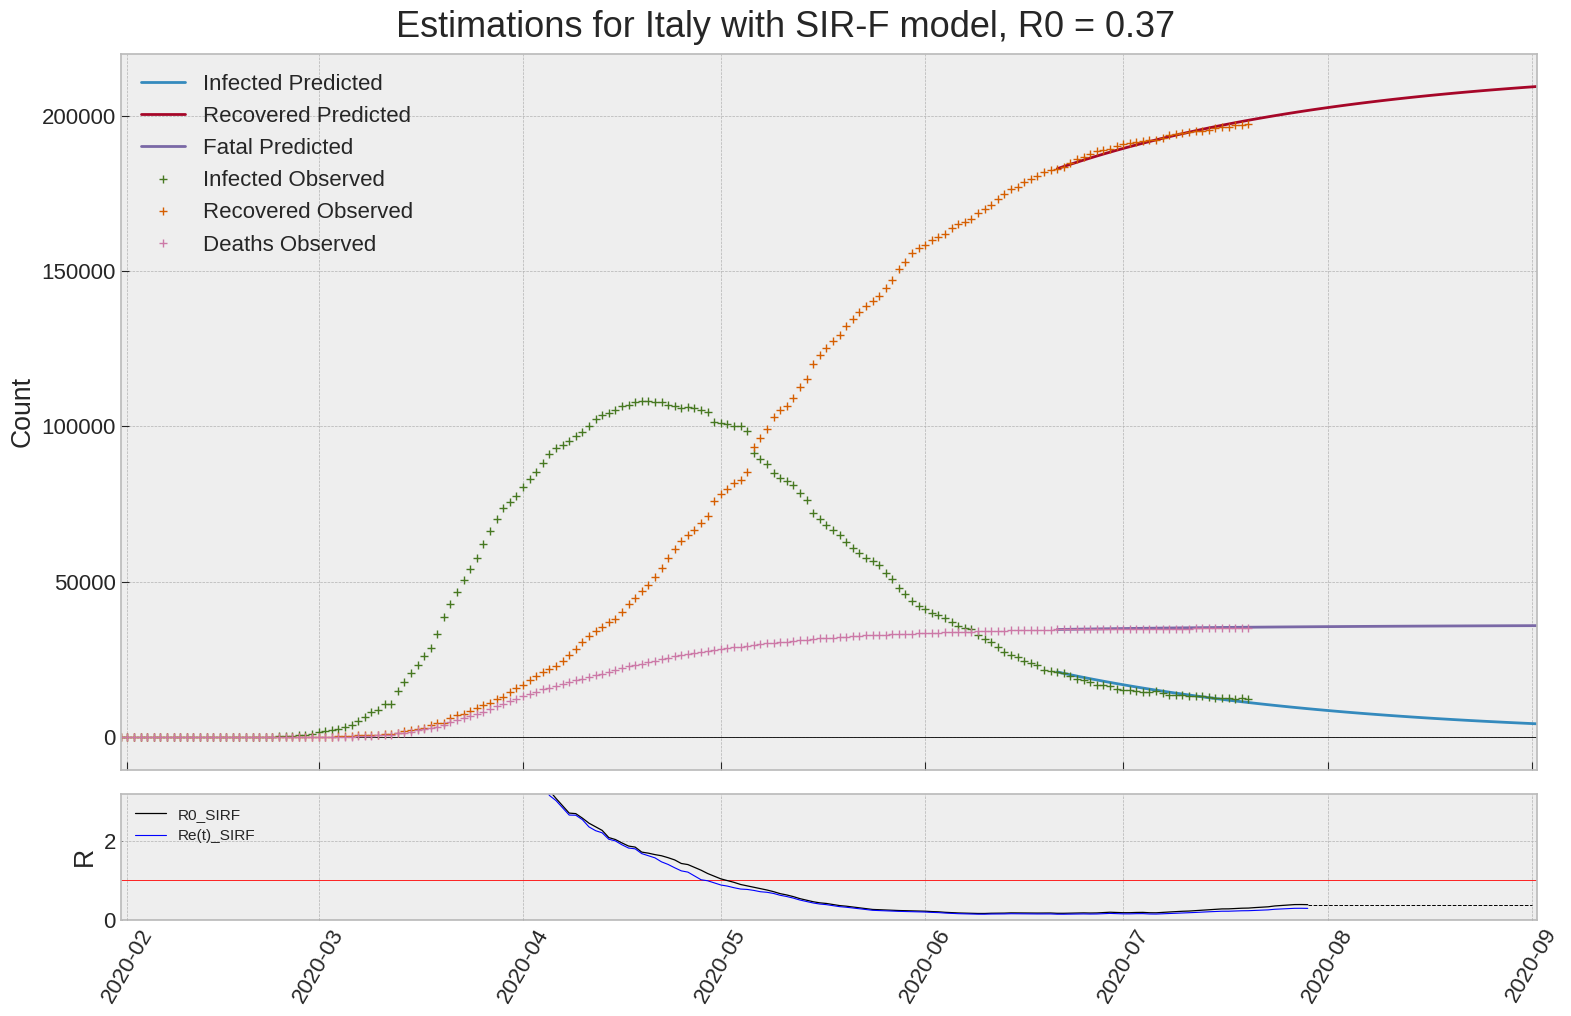 Estimations for Italy with SIR-F model, R0 = 0.37
Infected Predicted
Recovered Predicted
Fatal Predicted
Infected Observed
Recovered Observed
Deaths Observed
Count
200000
150000
100000
50000
0
R0_SIRF
Re(t)_SIRF
R
2
0
2020-02
2020-03
2020-04
2020-05
2020-06
2020-07
2020-08
2020-09